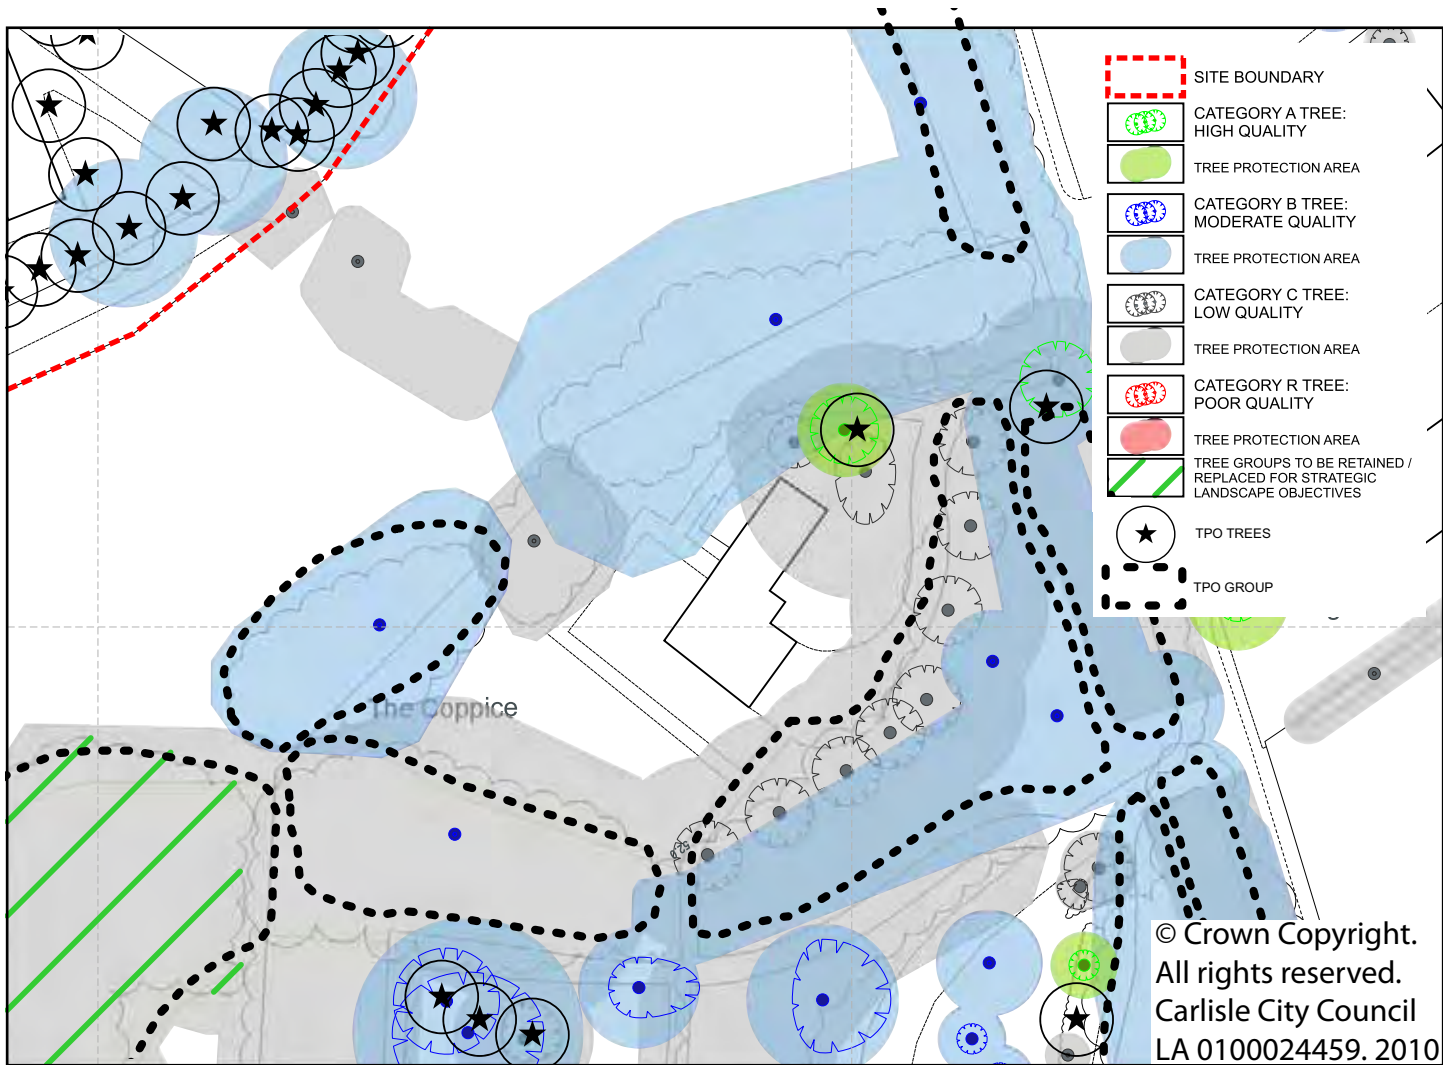 SITE BOUNDARY
CATEGORY A TREE:
HIGH QUALITY
TREE PROTECTION AREA
CATEGORY B TREE:
MODERATE QUALITY
TREE PROTECTION AREA
CATEGORY C TREE:
LOW QUALITY
TREE PROTECTION AREA
CATEGORY R TREE:
POOR QUALITY
TREE PROTECTION AREA
TREE GROUPS TO BE RETAINED /
REPLACED FOR STRATEGIC
LANDSCAPE OBJECTIVES
TPO TREES
TPO GROUP
The Coppice
© Crown Copyright.
All rights reserved.
Carlisle City Council
LA 0100024459. 2010